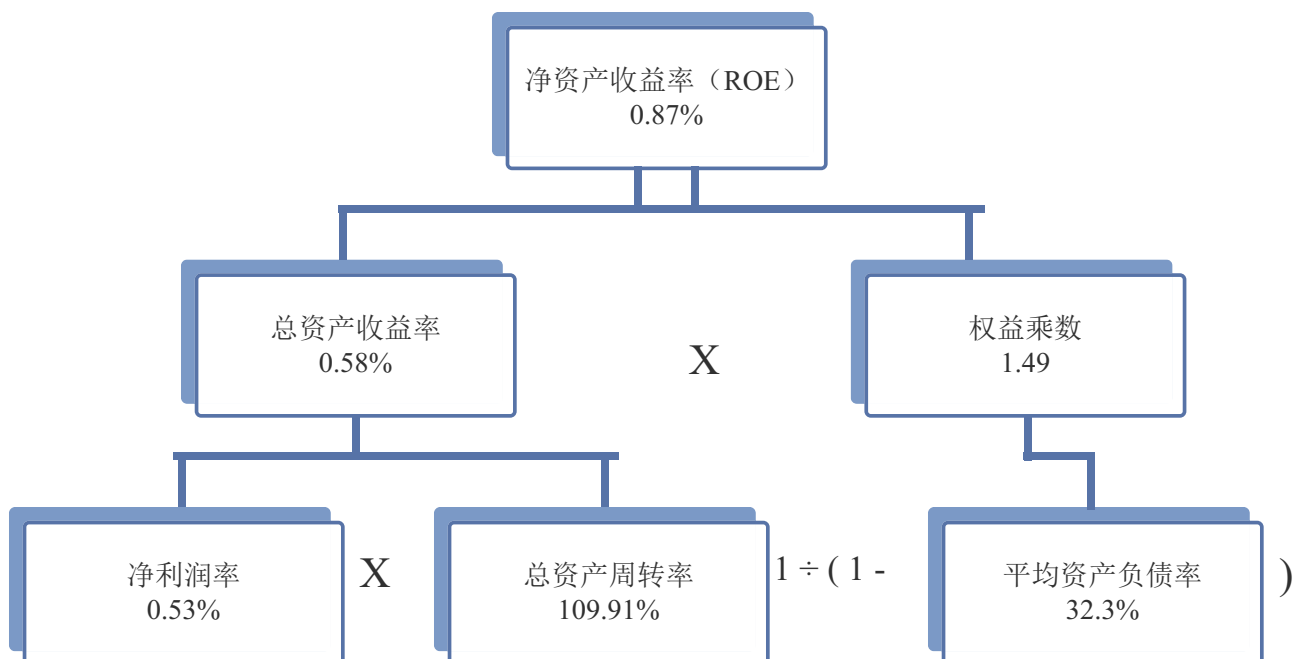 净资产收益率（ROE）
0.87%
总资产收益率
0.58%
X
权益乘数
1.49
净利润率
0.53%
X
总资产周转率
109.91%
1 ÷ ( 1 -
平均资产负债率
32.3%
)